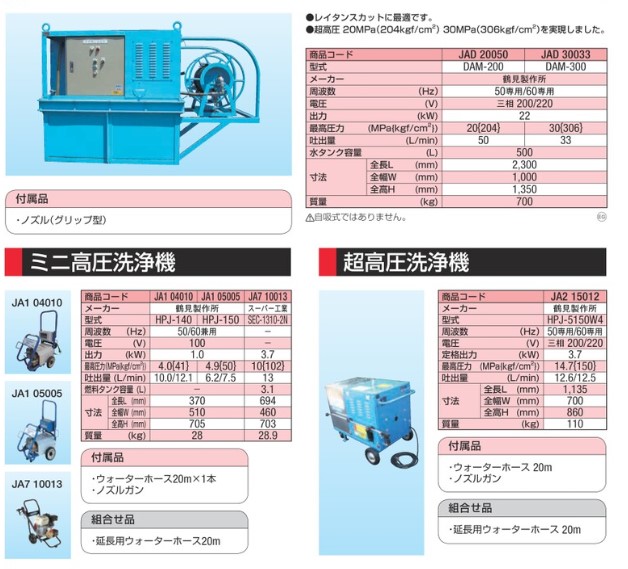 ●レイタンスカットに最適です。
●超高圧 20MPa(204kgf/cm²) 30MPa(306kgf/cm²)を実現しました。
商品コード JAD 20050 JAD 30033
型式 DAM-200 DAM-300
メーカー 鶴見製作所
周波数 (Hz) 50専用/60専用
電圧 (V) 三相 200/220
出力 (kW) 22
最高圧力 (MPa{kgf/cm²}) 20{204} 30{306}
吐出量 (L/min) 50 33
水タンク容量 (L) 500
寸法 全長L (mm) 2,300
全幅W (mm) 1,000
全高H (mm) 1,350
質量 (kg) 700
⚠自吸式ではありません。
付属品
・ノズル(グリップ型)
ミニ高圧洗浄機
JA1 04010
JA1 05005
JA7 10013
商品コード JA1 04010 JA1 05005 JA7 10013
メーカー 鶴見製作所 スーパー工業
型式 HPJ-140 HPJ-150 SEC-1310-2N
周波数 (Hz) 50/60兼用 −
電圧 (V) 100 −
出力 (kW) 1.0 3.7
最高圧力(MPa{kgf/cm²}) 4.0{41} 4.9{50} 10{102}
吐出量 (L/min) 10.0/12.1 6.2/7.5 13
燃料タンク容量 (L) − 3.1
寸法 全長L (mm) 370 694
全幅W (mm) 510 460
全高H (mm) 705 703
質量 (kg) 28 28.9
付属品
・ウォーターホース20m×1本
・ノズルガン
組合せ品
・延長用ウォーターホース20m
超高圧洗浄機
商品コード JA2 15012
メーカー 鶴見製作所
型式 HPJ-5150W4
周波数 (Hz) 50専用/60専用
電圧 (V) 三相 200/220
定格出力 (kW) 3.7
最高圧力 (MPa{kgf/cm²}) 14.7{150}
吐出量 (L/min) 12.6/12.5
寸法 全長L (mm) 1,135
全幅W (mm) 700
全高H (mm) 860
質量 (kg) 110
付属品
・ウォーターホース 20m
・ノズルガン
組合せ品
・延長用ウォーターホース 20m